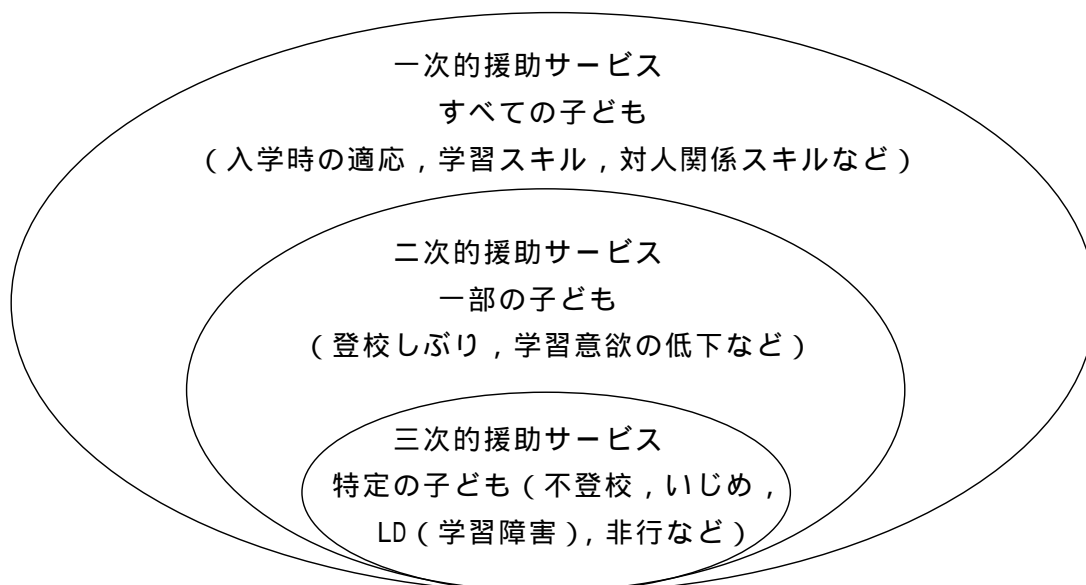 一次的援助サービス
すべての子ども
(入学時の適応,学習スキル,対人関係スキルなど)
二次的援助サービス
一部の子ども
(登校しぶり,学習意欲の低下など)
三次的援助サービス
特定の子ども(不登校,いじめ,
LD(学習障害),非行など)